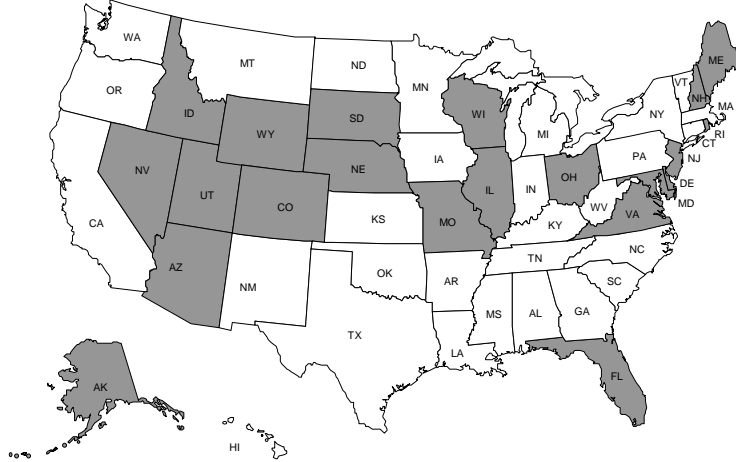 WA
MT
ND
MN
ME
VT
NH
OR
ID
WY
SD
WI
MI
NY
MA
RI
CT
NV
UT
CO
NE
IA
IL
IN
OH
PA
NJ
DE
MD
CA
AZ
NM
KS
MO
KY
WV
VA
OK
AR
TN
NC
SC
TX
LA
MS
AL
GA
FL
AK
HI